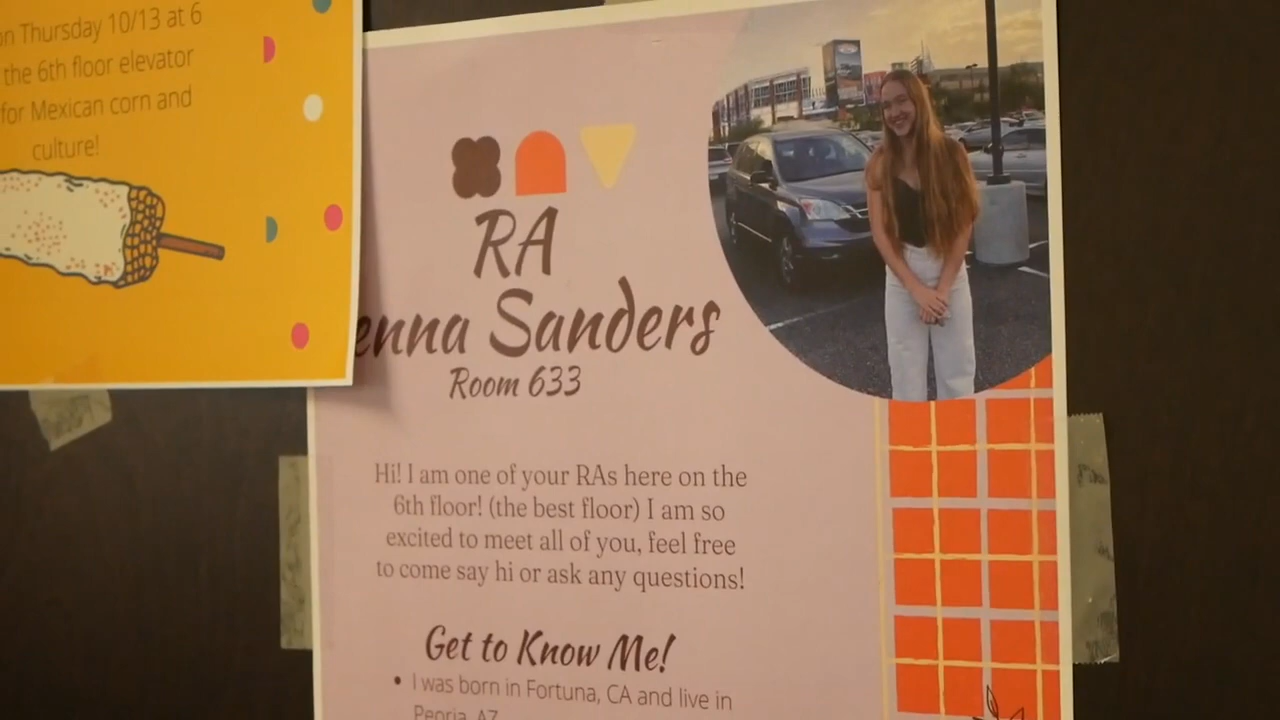 on Thursday 10/13 at 6
the 6th floor elevator
for Mexican corn and
culture!
RA
enna Sanders
Room 633
Hi! I am one of your RAs here on the
6th floor! (the best floor) I am so
excited to meet all of you, feel free
to come say hi or ask any questions!
Get to Know Me!
• I was born in Fortuna, CA and live in
Peoria, AZ